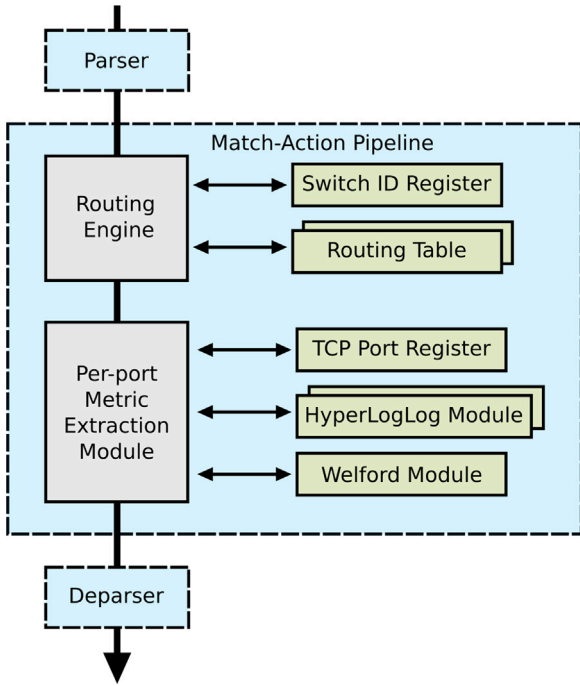 Parser
Match-Action Pipeline
Routing
Engine
Switch ID Register
Routing Table
Per-port
Metric
Extraction
Module
TCP Port Register
HyperLogLog Module
Welford Module
Deparser